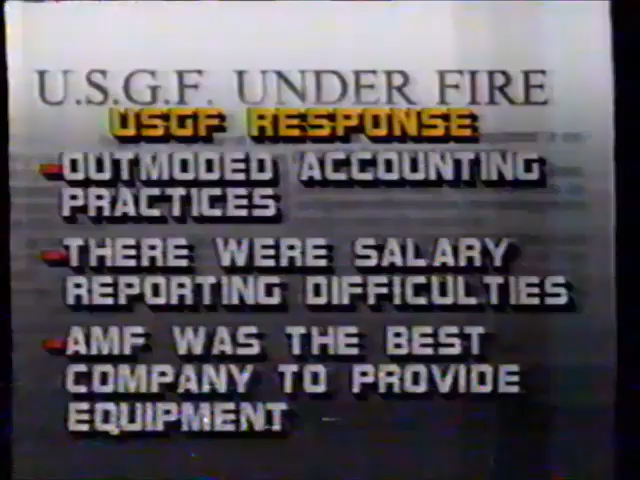 U.S.G.F. UNDER FIRE
USGF RESPONSE
-OUTMODED ACCOUNTING
PRACTICES
-THERE WERE SALARY
REPORTING DIFFICULTIES
-AMF WAS THE BEST
COMPANY TO PROVIDE
EQUIPMENT